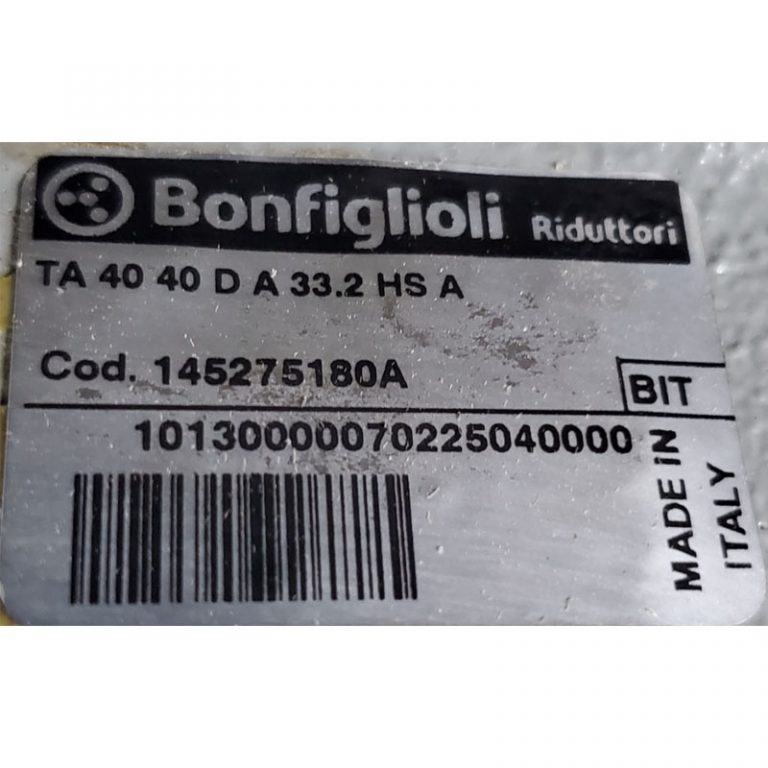 Bonfiglioli Riduttori
TA 40 40 D A 33.2 HS A
Cod. 145275180A
BIT
10130000070225040000
MADE iN
ITALY